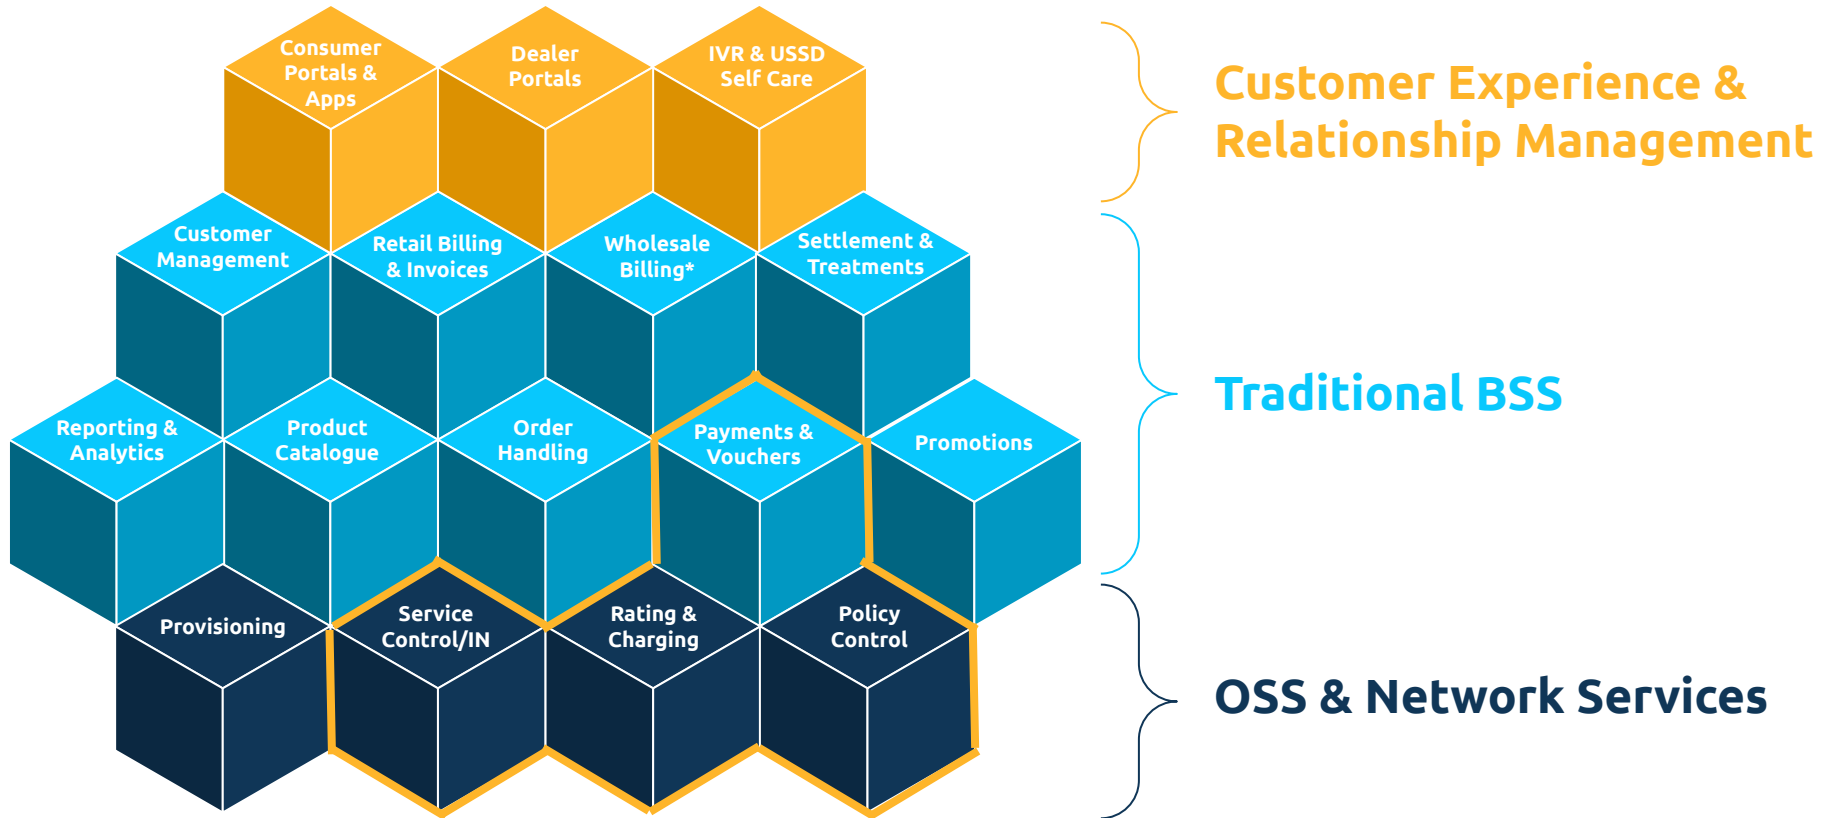 Consumer
Portals &
Apps
Dealer
Portals
IVR & USSD
Self Care
Customer Experience &
Relationship Management
Customer
Management
Retail Billing
& Invoices
Wholesale
Billing*
Settlement &
Treatments
Traditional BSS
Reporting &
Analytics
Product
Catalogue
Order
Handling
Payments &
Vouchers
Promotions
Provisioning
Service
Control/IN
Rating &
Charging
Policy
Control
OSS & Network Services